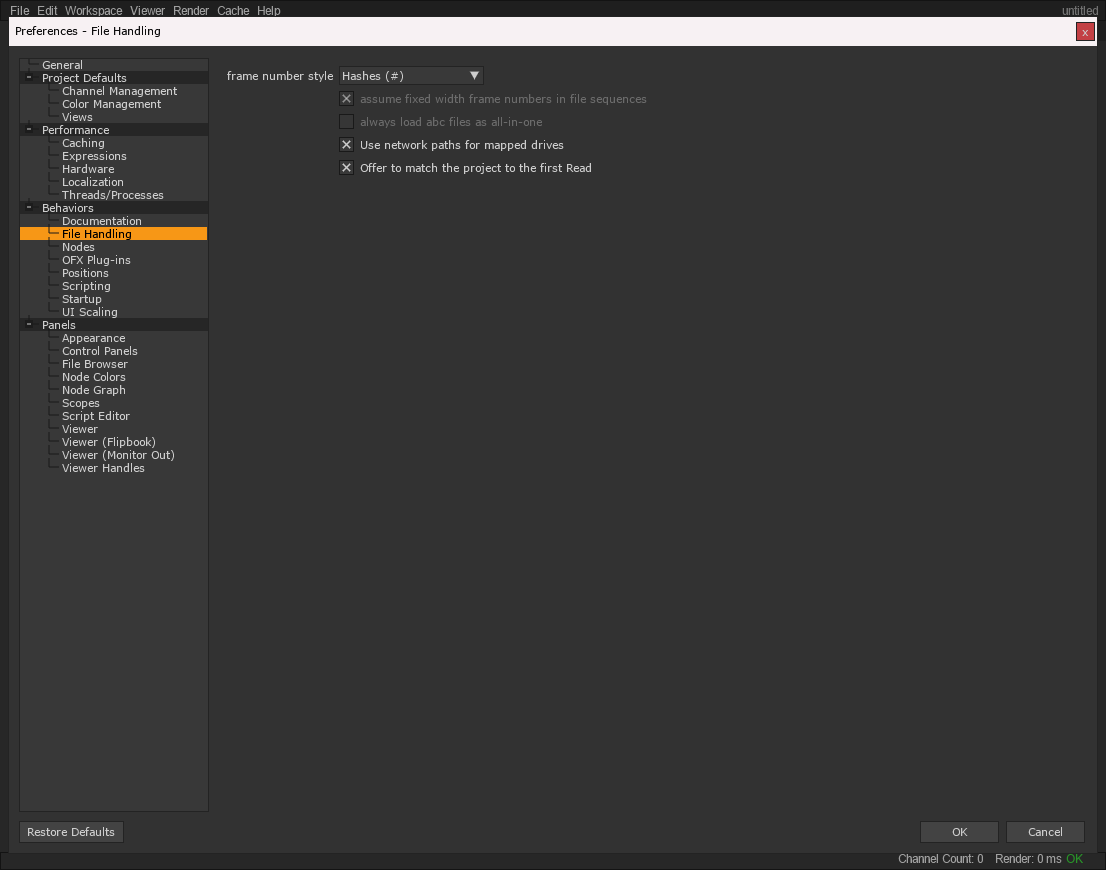 File Edit Workspace Viewer Render Cache Help untitled
Preferences - File Handling x
General
Project Defaults
Channel Management
Color Management
Views
Performance
Caching
Expressions
Hardware
Localization
Threads/Processes
Behaviors
Documentation
File Handling
Nodes
OFX Plug-ins
Positions
Scripting
Startup
UI Scaling
Panels
Appearance
Control Panels
File Browser
Node Colors
Node Graph
Scopes
Script Editor
Viewer
Viewer (Flipbook)
Viewer (Monitor Out)
Viewer Handles
frame number style Hashes (#)
assume fixed width frame numbers in file sequences
always load abc files as all-in-one
Use network paths for mapped drives
Offer to match the project to the first Read
Restore Defaults OK Cancel
Channel Count: 0 Render: 0 ms OK